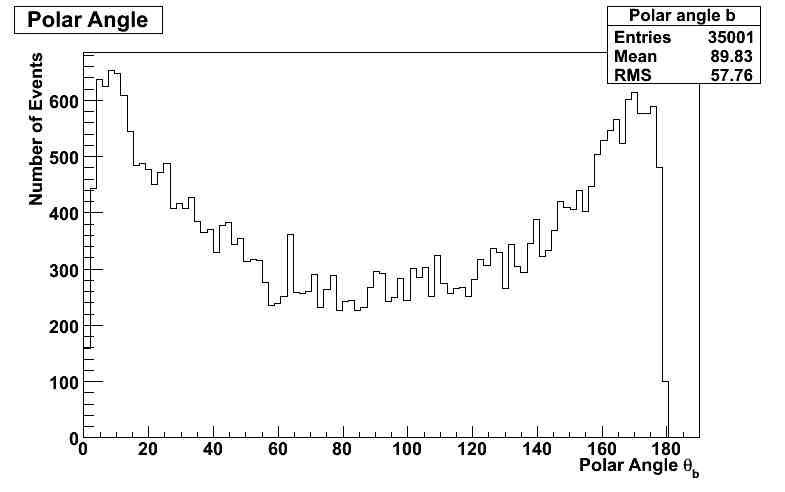 Polar Angle
Polar angle b
Entries 35001
Mean 89.83
RMS 57.76
Number of Events
600
500
400
300
200
100
0
0 20 40 60 80 100 120 140 160 180
Polar Angle θb